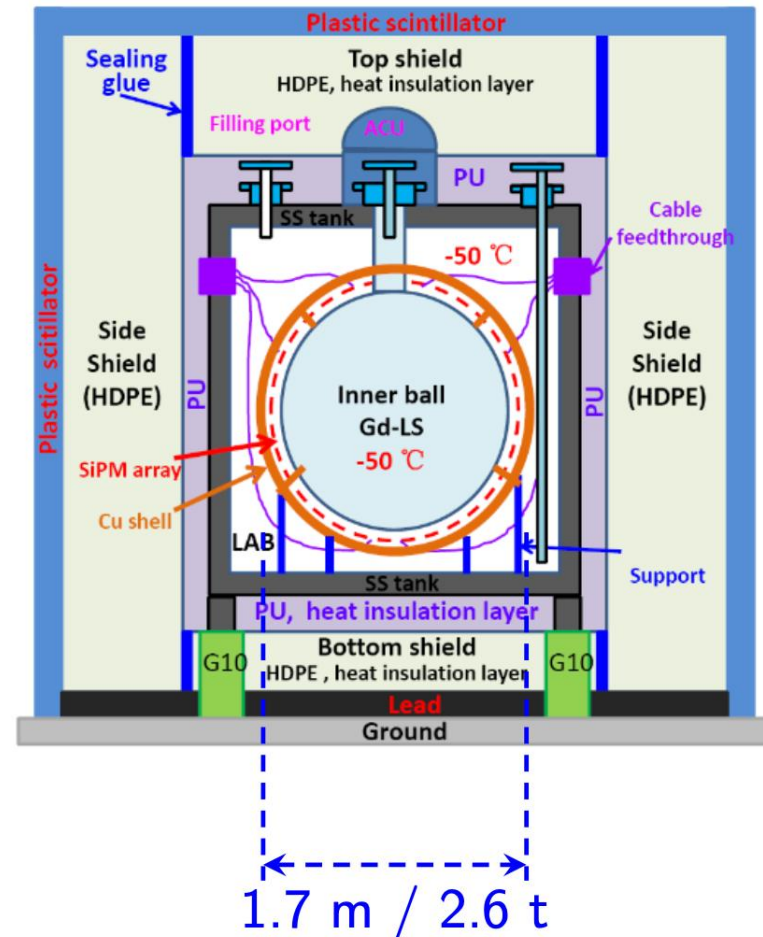 Plastic scintillator
Sealing
glue
Top shield
HDPE, heat insulation layer
Filling port
ACU
PU
SS tank
-50 ℃
Cable
feedthrough
Plastic scitillator
Side
Shield
(HDPE)
PU
Inner ball
Gd-LS
-50 ℃
PU
Side
Shield
(HDPE)
SiPM array
Cu shell
LAB
SS tank
Support
PU, heat insulation layer
G10
Bottom shield
HDPE , heat insulation layer
G10
Lead
Ground
1.7 m / 2.6 t